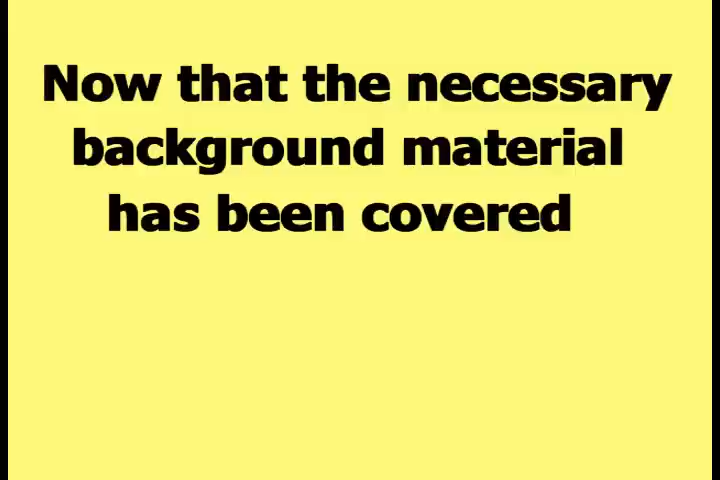 Now that the necessary
background material
has been covered